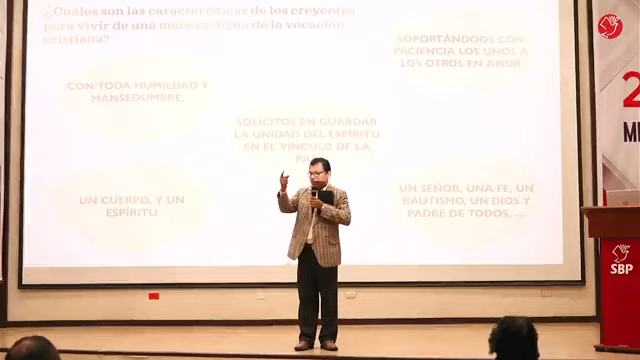 ¿Cuáles son las características de los creyentes
para vivir de una manera digna de la vocación
cristiana?
SOPORTÁNDOOS CON
PACIENCIA LOS UNOS A
LOS OTROS EN AMOR
CON TODA HUMILDAD Y
MANSEDUMBRE,
SOLÍCITOS EN GUARDAR
LA UNIDAD DEL ESPÍRITU
EN EL VÍNCULO DE LA
UN CUERPO, Y UN
ESPÍRITU
UN SEÑOR, UNA FE, UN
BAUTISMO, UN DIOS Y
PADRE DE TODOS, ...
SBP